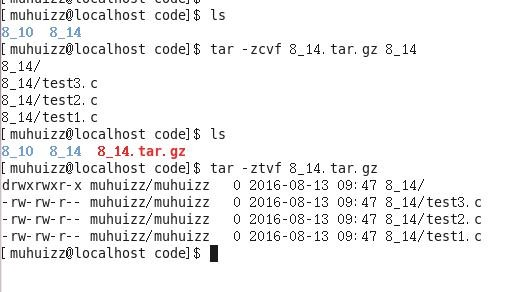 [muhuizz@localhost code]$ ls
8_10  8_14
[muhuizz@localhost code]$ tar -zcvf 8_14.tar.gz 8_14
8_14/
8_14/test3.c
8_14/test2.c
8_14/test1.c
[muhuizz@localhost code]$ ls
8_10  8_14  8_14.tar.gz
[muhuizz@localhost code]$ tar -ztvf 8_14.tar.gz
drwxrwxr-x muhuizz/muhuizz   0 2016-08-13 09:47 8_14/
-rw-rw-r-- muhuizz/muhuizz   0 2016-08-13 09:47 8_14/test3.c
-rw-rw-r-- muhuizz/muhuizz   0 2016-08-13 09:47 8_14/test2.c
-rw-rw-r-- muhuizz/muhuizz   0 2016-08-13 09:47 8_14/test1.c
[muhuizz@localhost code]$